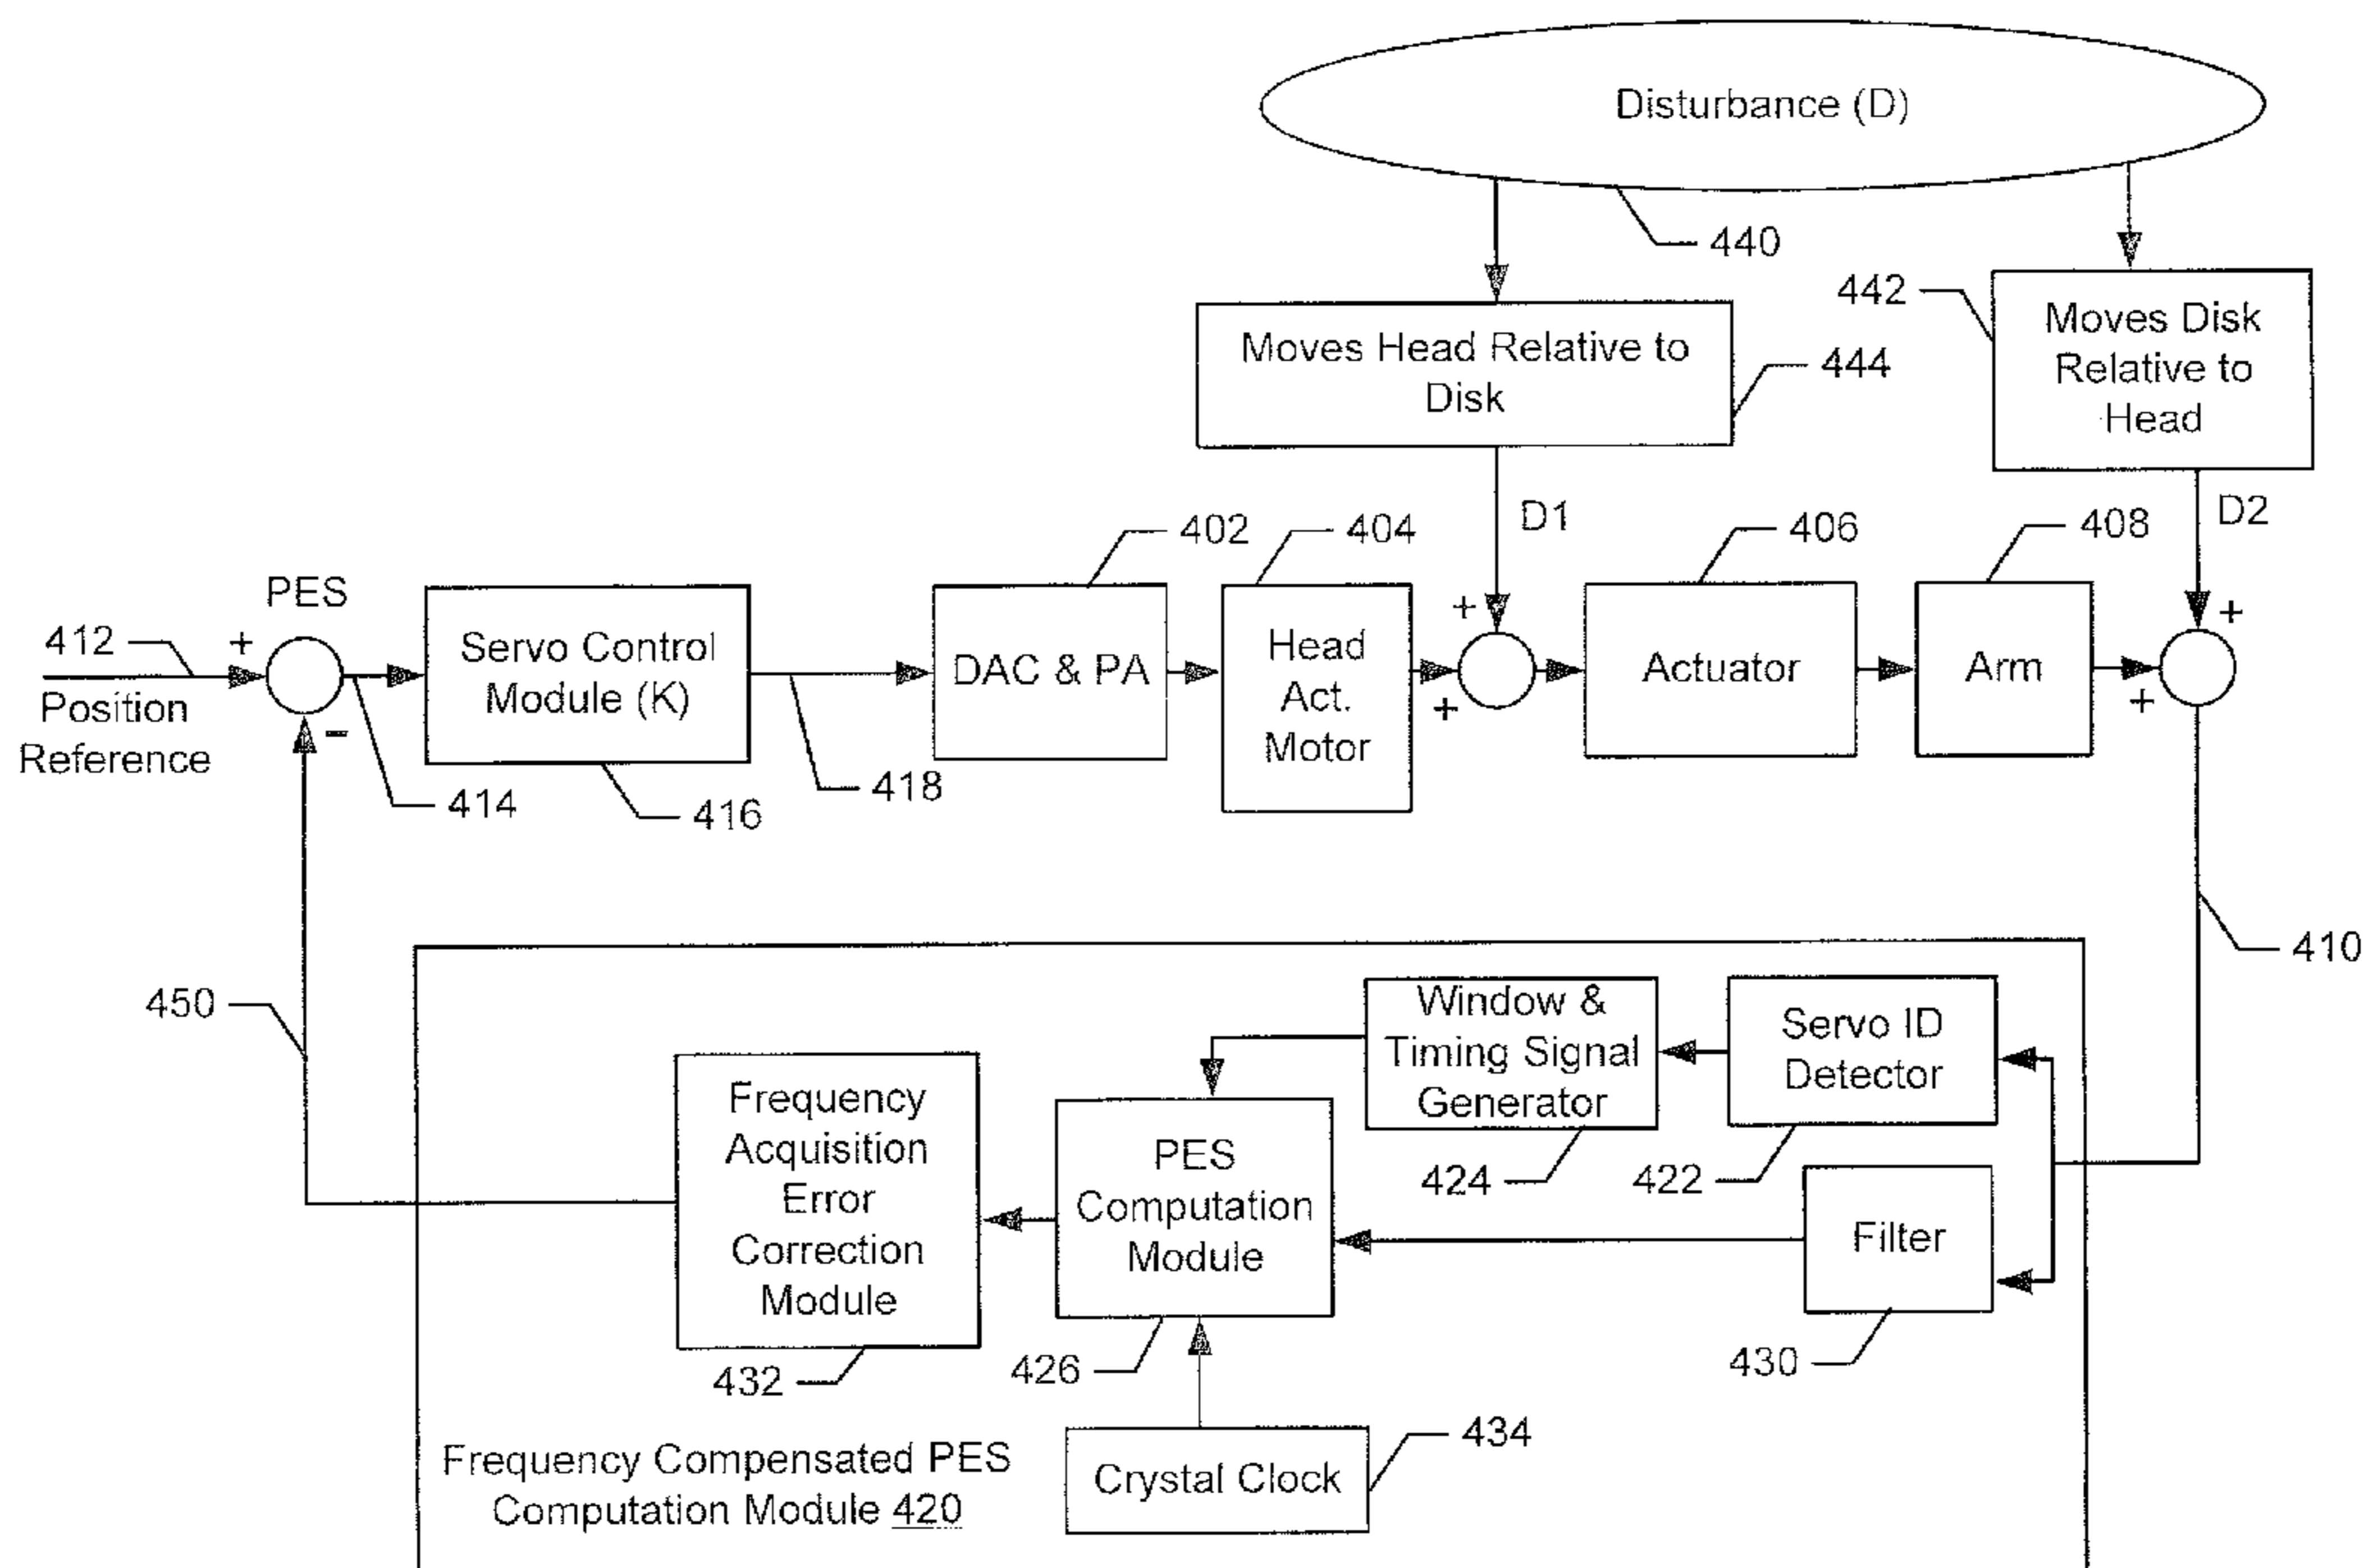 Disturbance (D)
440
442
Moves Head Relative to
Disk
444
Moves Disk
Relative to
Head
D1
D2
402
404
406
408
PES
412
+
Position
Reference
-
414
Servo Control
Module (K)
416
418
DAC & PA
Head
Act.
Motor
+
+
Actuator
Arm
+
+
410
450
Window &
Timing Signal
Generator
424
Servo ID
Detector
422
Frequency
Acquisition
Error
Correction
Module
432
PES
Computation
Module
426
Filter
430
Crystal Clock
434
Frequency Compensated PES
Computation Module 420